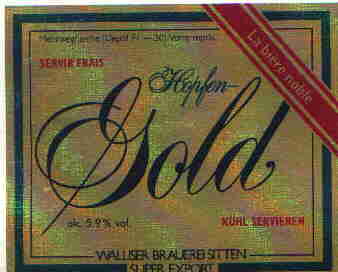 Mehrwegflasche (Depot Fr. —.30) Verre repris
La bière noble
SERVIR FRAIS
Hopfen-
Gold
alc. 5.9% vol.
KÜHL SERVIEREN
WALLISER BRAUEREI SITTEN
SUPER EXPORT